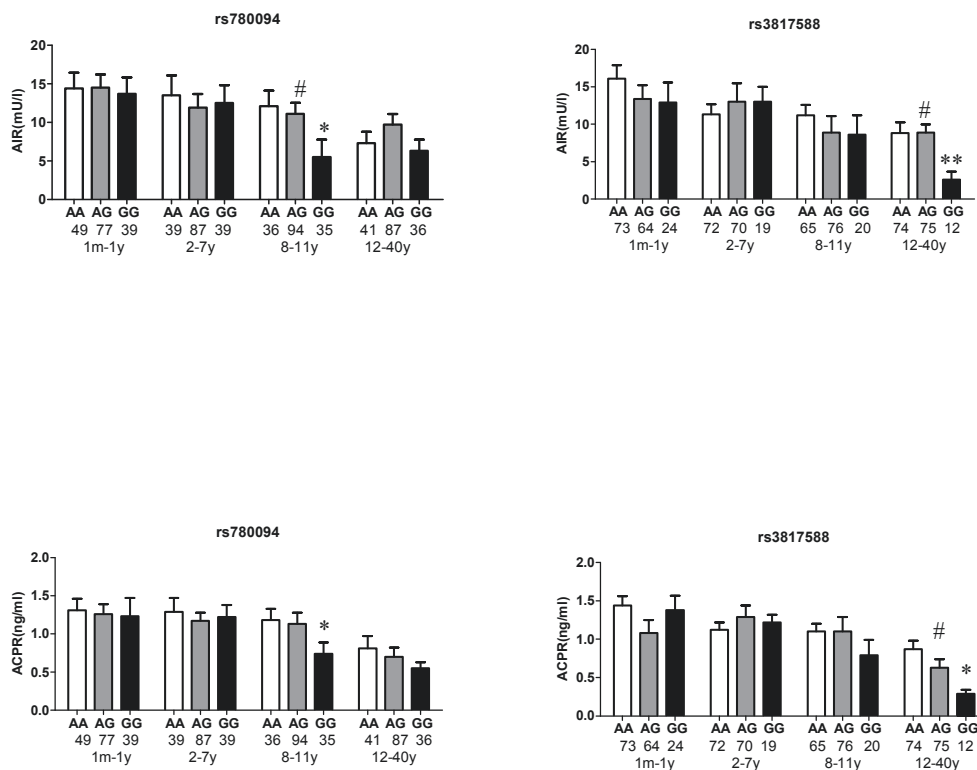 rs780094
AIR(mU/l)
20
15
10
5
0
#
*
AA AG GG AA AG GG AA AG GG AA AG GG
49 77 39 39 87 39 36 94 35 41 87 36
1m-1y 2-7y 8-11y 12-40y
rs3817588
AIR(mU/l)
20
15
10
5
0
#
**
AA AG GG AA AG GG AA AG GG AA AG GG
73 64 24 72 70 19 65 76 20 74 75 12
1m-1y 2-7y 8-11y 12-40y
rs780094
ACPR(ng/ml)
2.0
1.5
1.0
0.5
0.0
*
AA AG GG AA AG GG AA AG GG AA AG GG
49 77 39 39 87 39 36 94 35 41 87 36
1m-1y 2-7y 8-11y 12-40y
rs3817588
ACPR(ng/ml)
2.0
1.5
1.0
0.5
0.0
#
*
AA AG GG AA AG GG AA AG GG AA AG GG
73 64 24 72 70 19 65 76 20 74 75 12
1m-1y 2-7y 8-11y 12-40y